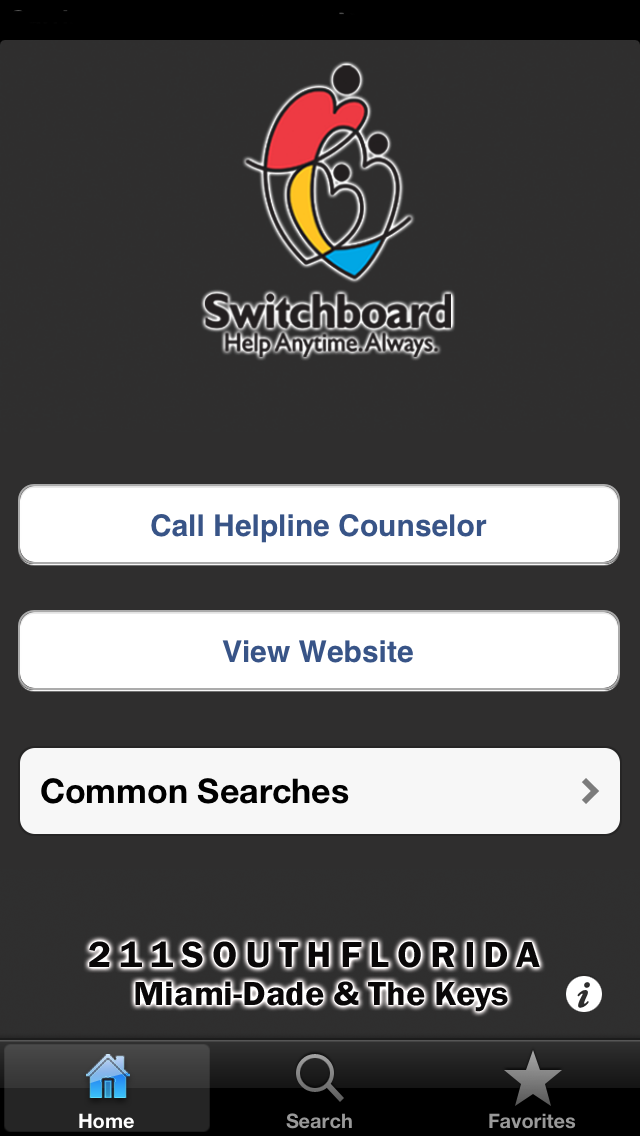 Switchboard
Help Anytime.Always.
Call Helpline Counselor
View Website
Common Searches
211SOUTHFLORIDA
Miami-Dade & The Keys
i
Home
Search
Favorites